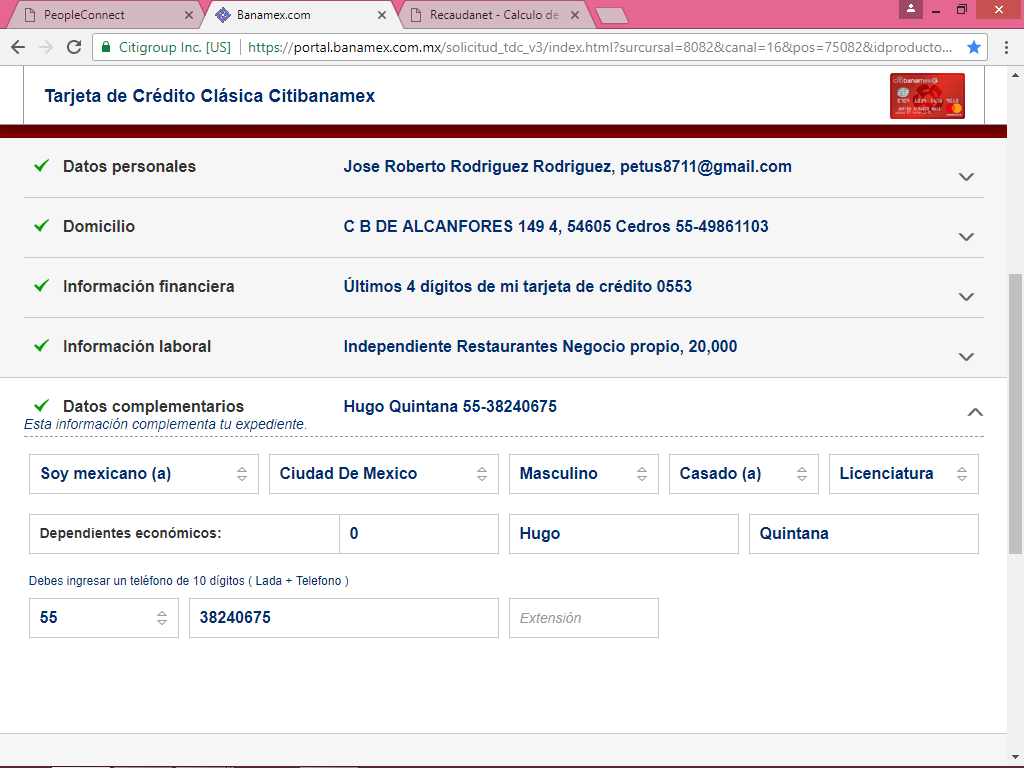 PeopleConnect
Banamex.com
Recaudanet - Calculo de
Citigroup Inc. [US]
https://portal.banamex.com.mx/solicitud_tdc_v3/index.html?surcursal=8082&canal=16&pos=75082&idproducto...
Tarjeta de Crédito Clásica Citibanamex
citibanamex
Datos personales
Jose Roberto Rodriguez Rodriguez, petus8711@gmail.com
Domicilio
C B DE ALCANFORES 149 4, 54605 Cedros 55-49861103
Información financiera
Últimos 4 dígitos de mi tarjeta de crédito 0553
Información laboral
Independiente Restaurantes Negocio propio, 20,000
Datos complementarios
Hugo Quintana 55-38240675
Esta información complementa tu expediente.
Soy mexicano (a)
Ciudad De Mexico
Masculino
Casado (a)
Licenciatura
Dependientes económicos:
0
Hugo
Quintana
Debes ingresar un teléfono de 10 dígitos ( Lada + Telefono )
55
38240675
Extensión